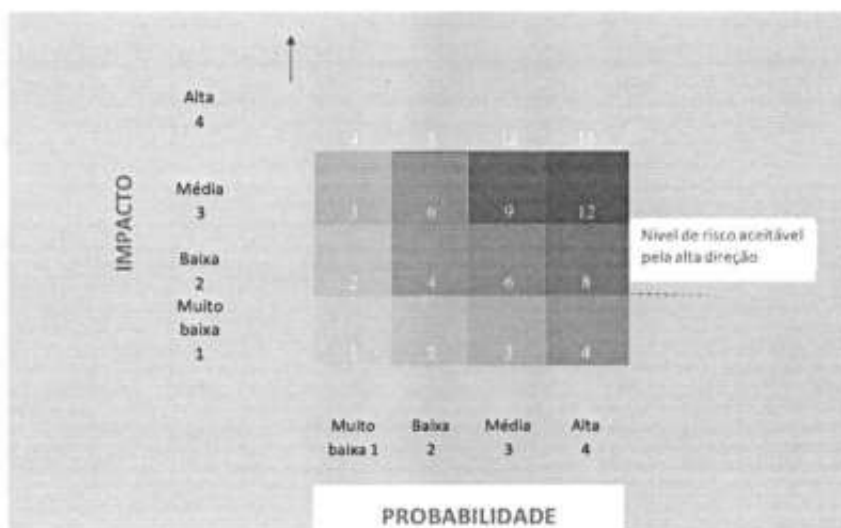 Alta
4
4
Média
3
3 6 9 12
IMPACTO
Nível de risco aceitável
pela alta direção
Baixa
2
2 4 6 8
Muito
baixa
1
1 2 3 4
Muito
baixa 1
Baixa
2
Média
3
Alta
4
PROBABILIDADE